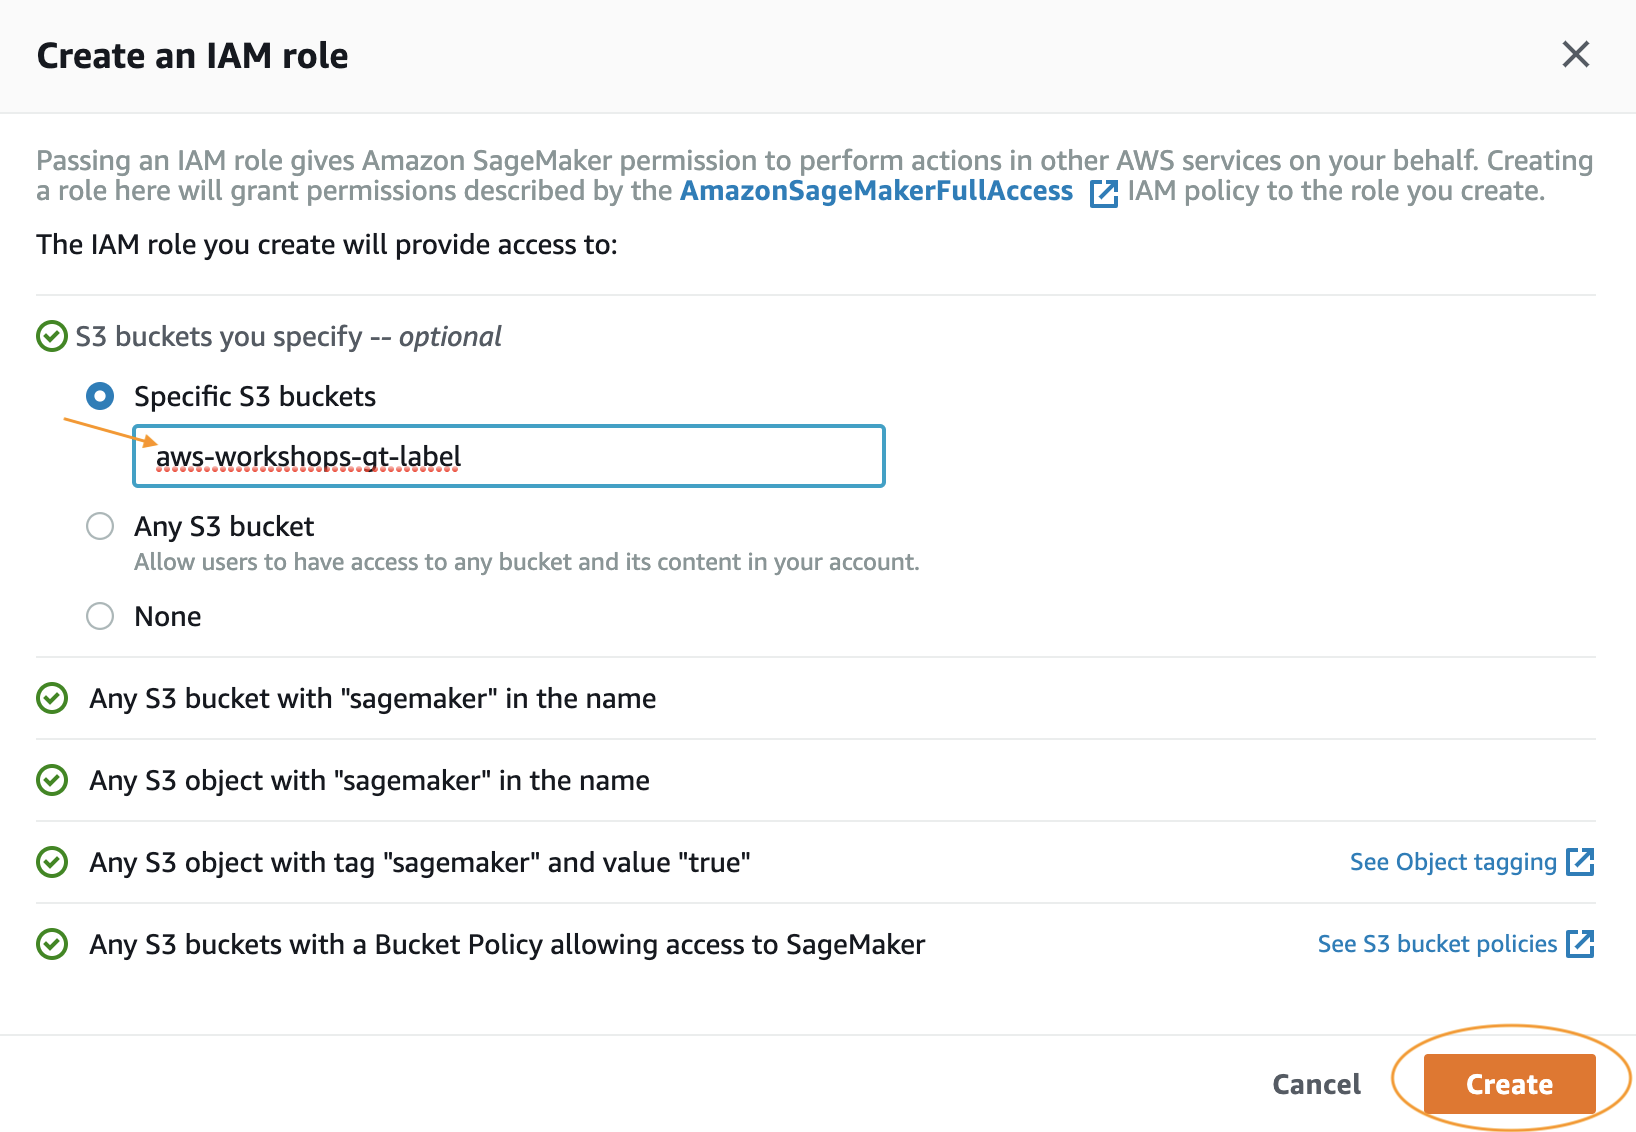 Create an IAM role
Passing an IAM role gives Amazon SageMaker permission to perform actions in other AWS services on your behalf. Creating
a role here will grant permissions described by the AmazonSageMakerFullAccess IAM policy to the role you create.
The IAM role you create will provide access to:
S3 buckets you specify -- optional
Specific S3 buckets
aws-workshops-gt-label
Any S3 bucket
Allow users to have access to any bucket and its content in your account.
None
Any S3 bucket with "sagemaker" in the name
Any S3 object with "sagemaker" in the name
Any S3 object with tag "sagemaker" and value "true" See Object tagging
Any S3 buckets with a Bucket Policy allowing access to SageMaker See S3 bucket policies
Cancel Create